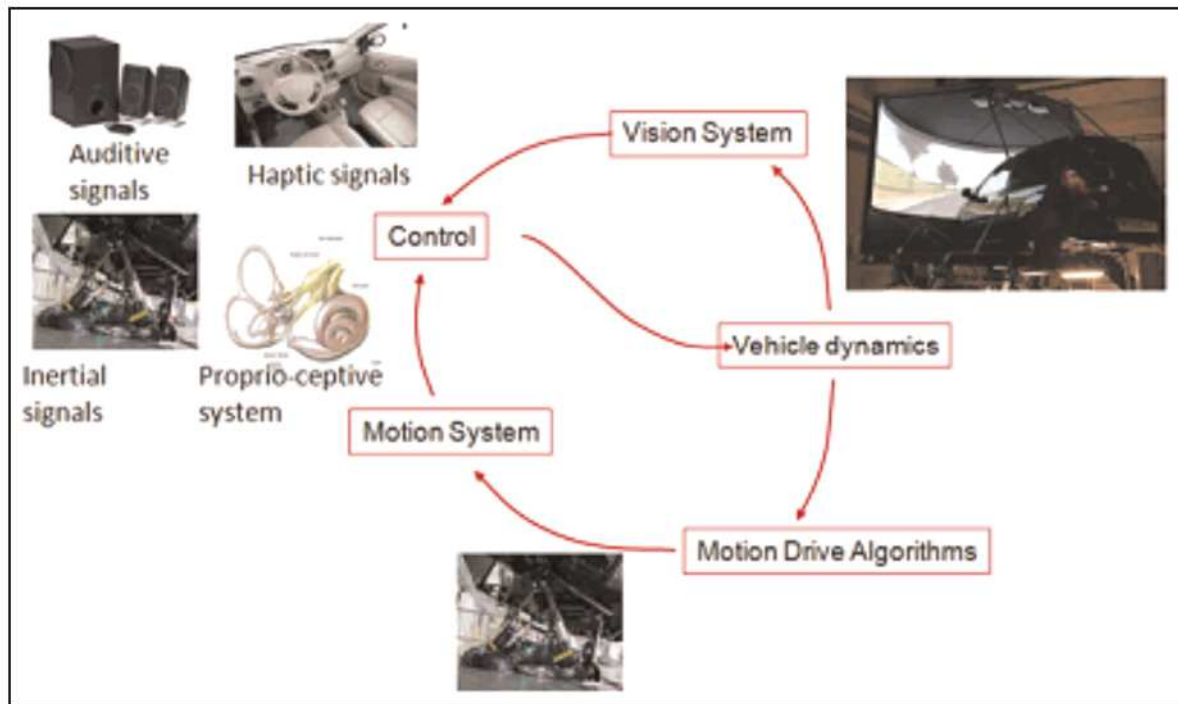 Auditive
signals
Haptic signals
Vision System
Control
Inertial
signals
Proprio-ceptive
system
Vehicle dynamics
Motion System
Motion Drive Algorithms